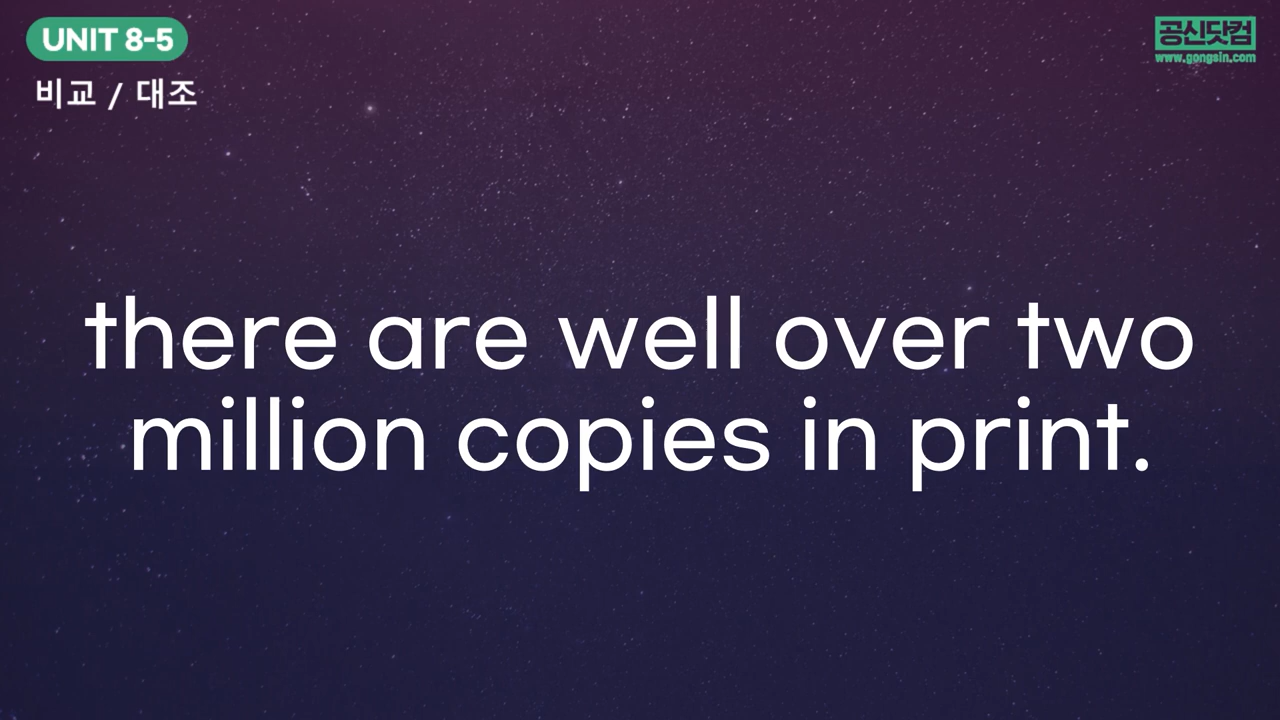 UNIT 8-5
공신닷컴
www.gongsin.com
비교 / 대조
there are well over two
million copies in print.